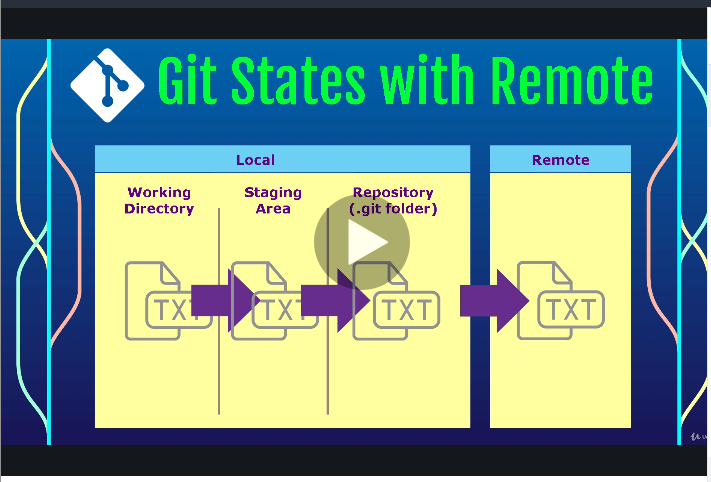 Git States with Remote
Local
Remote
Working
Directory
Staging
Area
Repository
(.git folder)
TXT
TXT
TXT
TXT